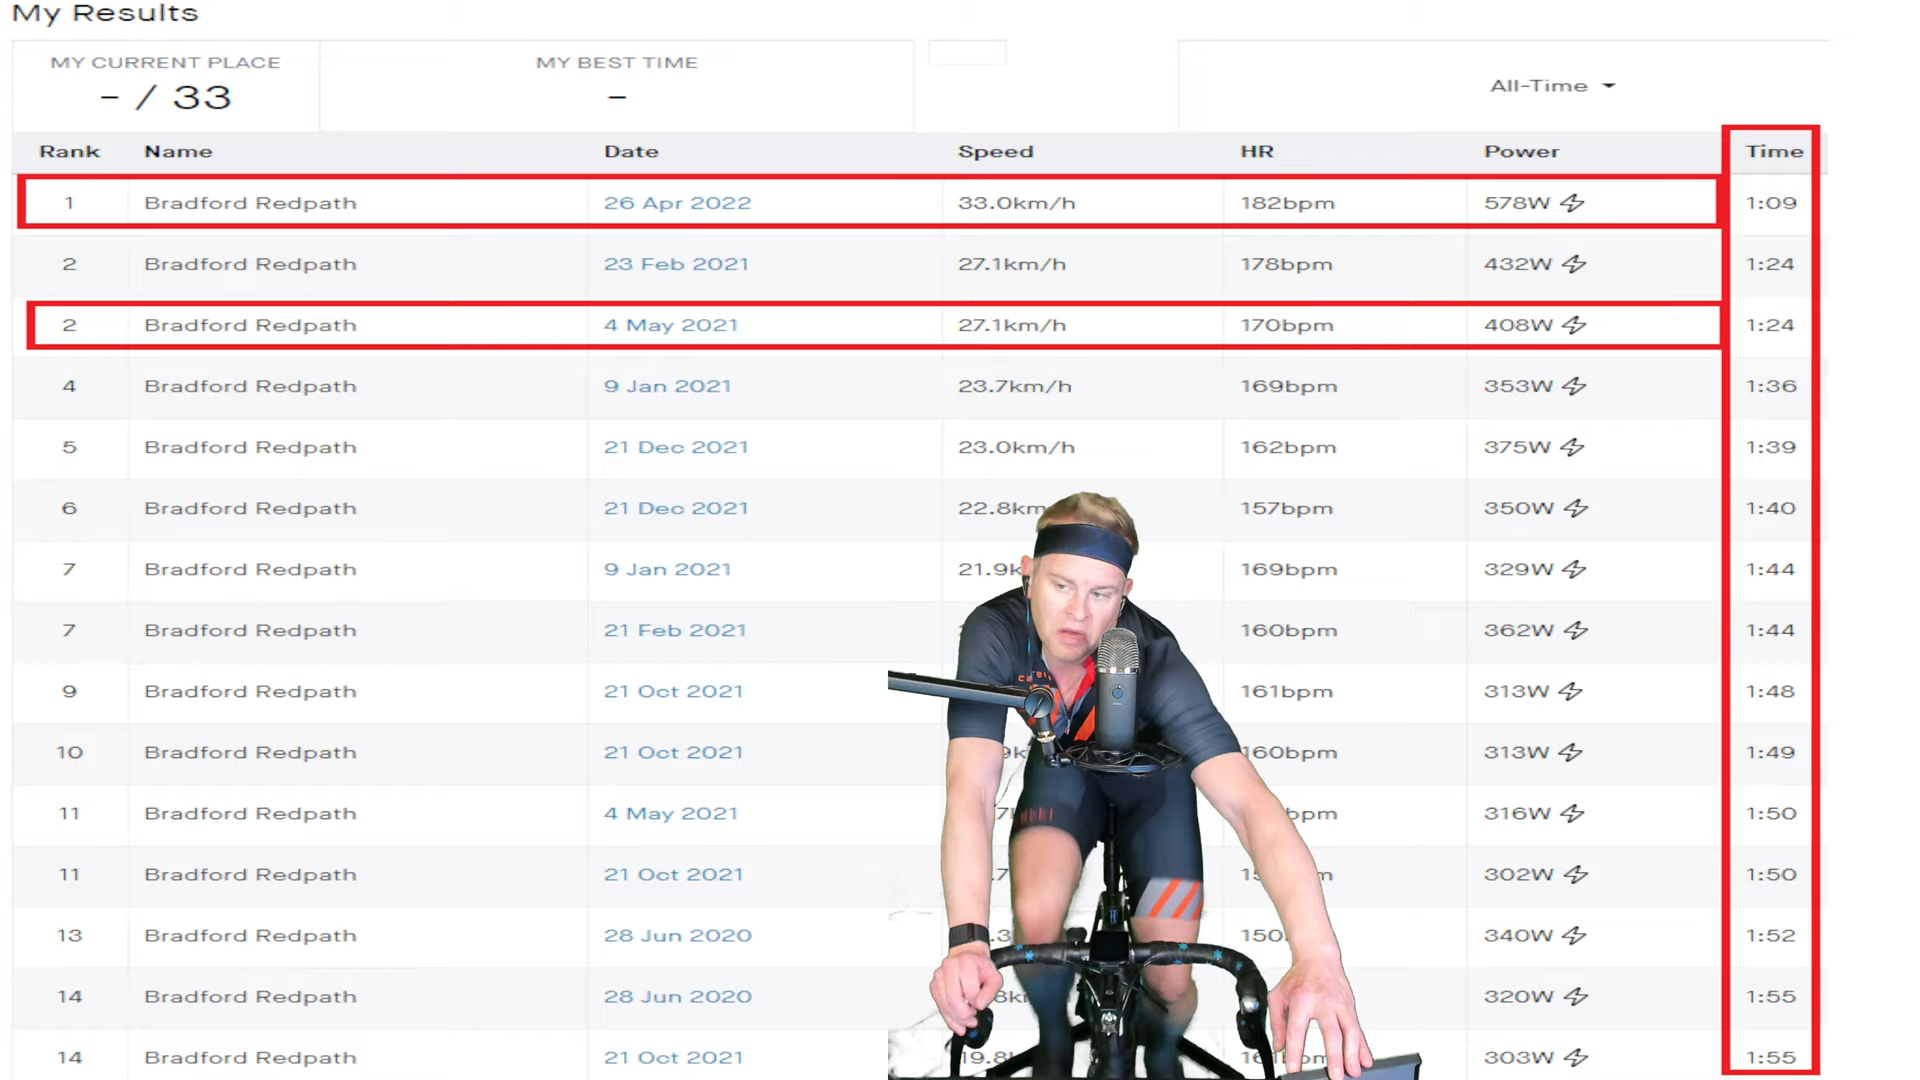 My Results
MY CURRENT PLACE MY BEST TIME
- / 33 - All-Time
Rank Name Date Speed HR Power Time
1 Bradford Redpath 26 Apr 2022 33.0km/h 182bpm 578W 1:09
2 Bradford Redpath 23 Feb 2021 27.1km/h 178bpm 432W 1:24
2 Bradford Redpath 4 May 2021 27.1km/h 170bpm 408W 1:24
4 Bradford Redpath 9 Jan 2021 23.7km/h 169bpm 353W 1:36
5 Bradford Redpath 21 Dec 2021 23.0km/h 162bpm 375W 1:39
6 Bradford Redpath 21 Dec 2021 22.8km 157bpm 350W 1:40
7 Bradford Redpath 9 Jan 2021 21.9k 169bpm 329W 1:44
7 Bradford Redpath 21 Feb 2021 160bpm 362W 1:44
9 Bradford Redpath 21 Oct 2021 161bpm 313W 1:48
10 Bradford Redpath 21 Oct 2021 160bpm 313W 1:49
11 Bradford Redpath 4 May 2021 bpm 316W 1:50
11 Bradford Redpath 21 Oct 2021 302W 1:50
13 Bradford Redpath 28 Jun 2020 150 340W 1:52
14 Bradford Redpath 28 Jun 2020 320W 1:55
14 Bradford Redpath 21 Oct 2021 19.8 303W 1:55